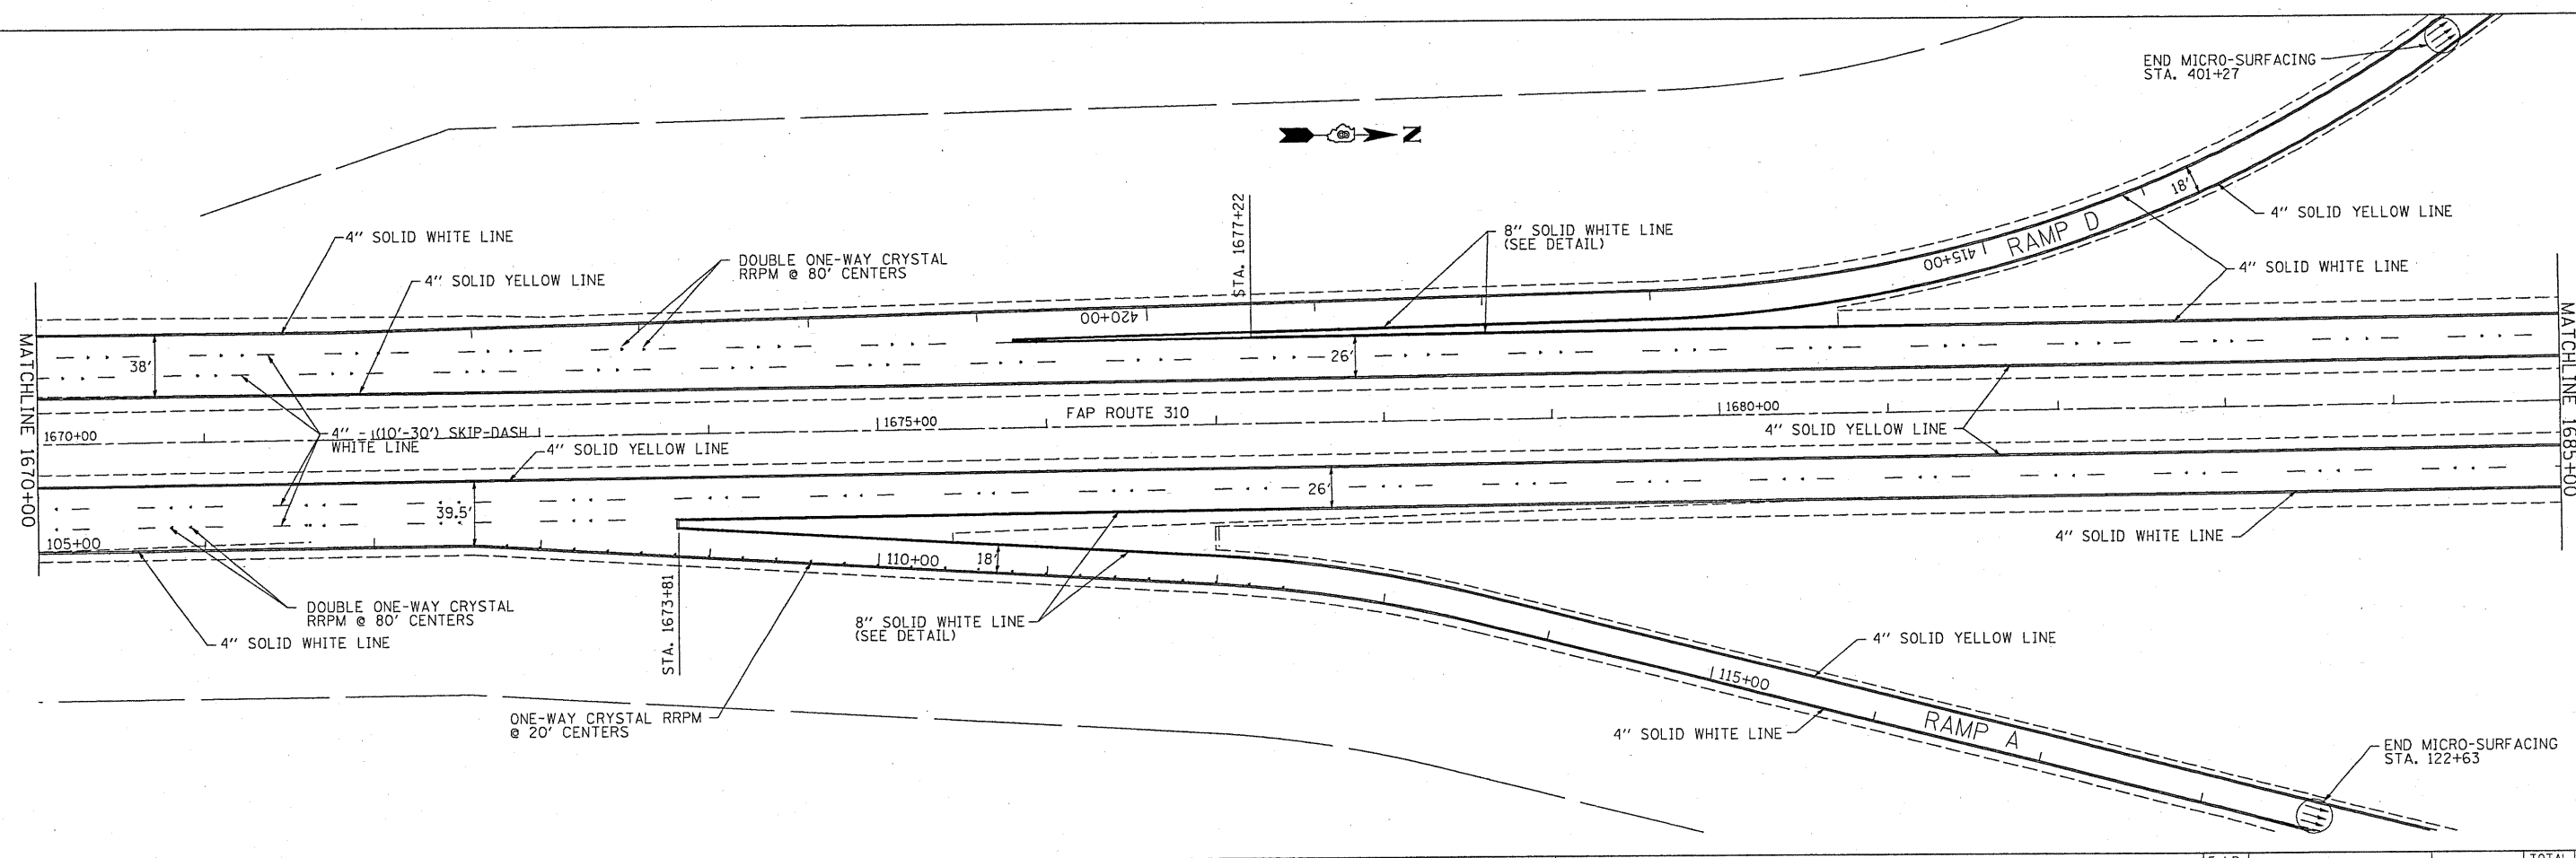 END MICRO-SURFACING
STA. 401+27
N
18'
4" SOLID YELLOW LINE
RAMP D
415+00
4" SOLID WHITE LINE
STA. 1677+22
8" SOLID WHITE LINE
(SEE DETAIL)
4" SOLID WHITE LINE
DOUBLE ONE-WAY CRYSTAL
RRPM @ 80' CENTERS
4" SOLID YELLOW LINE
420+00
MATCHLINE 1670+00
38'
26'
MATCHLINE 1685+00
1670+00
4" - (10'-30') SKIP-DASH
WHITE LINE
4" SOLID YELLOW LINE
1675+00
FAP ROUTE 310
1680+00
4" SOLID YELLOW LINE
39.5'
26'
105+00
4" SOLID WHITE LINE
110+00
18'
DOUBLE ONE-WAY CRYSTAL
RRPM @ 80' CENTERS
4" SOLID WHITE LINE
STA. 1673+81
8" SOLID WHITE LINE
(SEE DETAIL)
4" SOLID YELLOW LINE
115+00
ONE-WAY CRYSTAL RRPM
@ 20' CENTERS
4" SOLID WHITE LINE
RAMP A
END MICRO-SURFACING
STA. 122+63
TOTAL